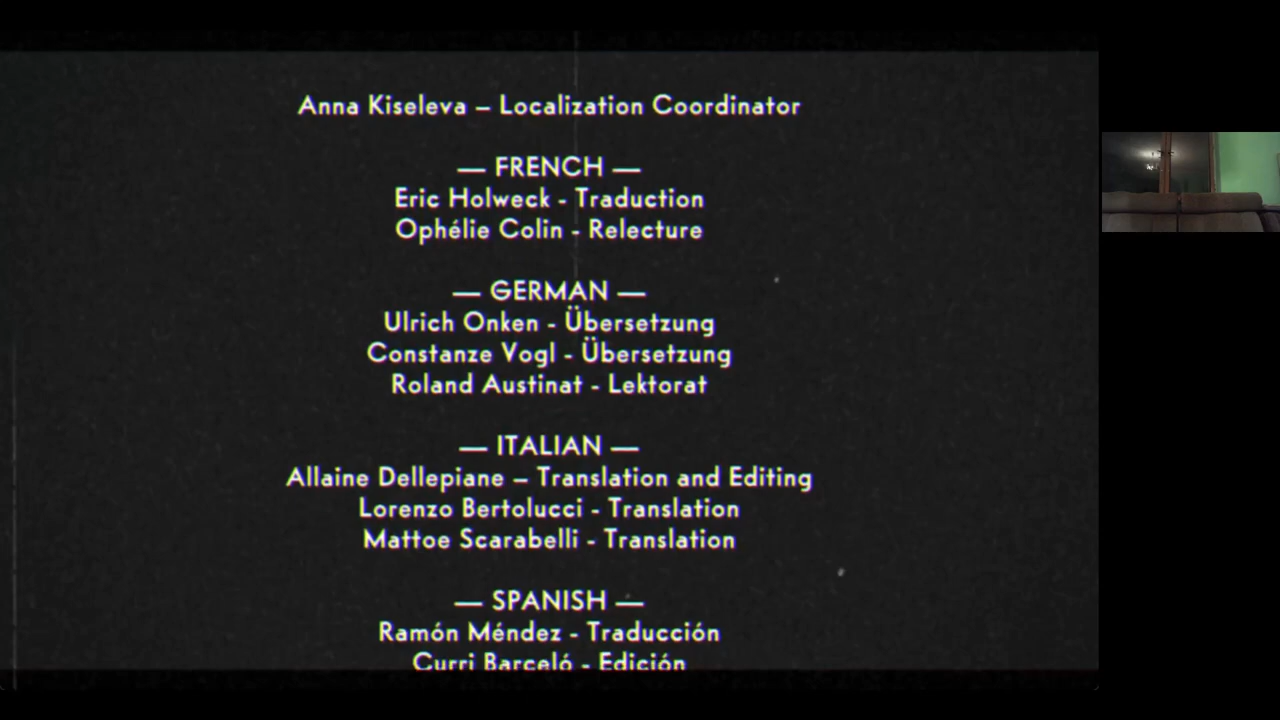 Anna Kiseleva – Localization Coordinator
— FRENCH —
Eric Holweck - Traduction
Ophélie Colin - Relecture
— GERMAN —
Ulrich Onken - Übersetzung
Constanze Vogl - Übersetzung
Roland Austinat - Lektorat
— ITALIAN —
Allaine Dellepiane – Translation and Editing
Lorenzo Bertolucci - Translation
Mattoe Scarabelli - Translation
— SPANISH —
Ramón Méndez - Traducción
Curri Barceló - Edición